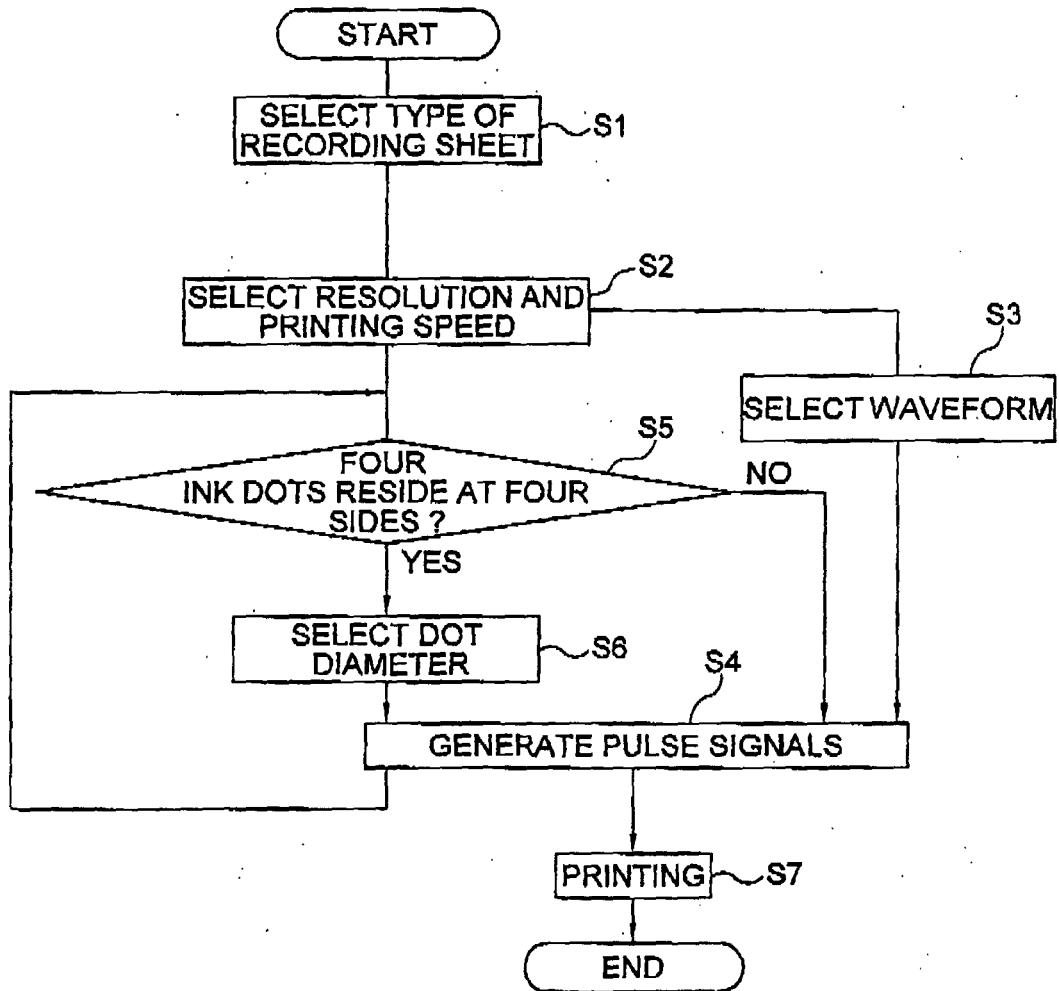 START
SELECT TYPE OF
RECORDING SHEET
S1
SELECT RESOLUTION AND
PRINTING SPEED
S2
S3
SELECT WAVEFORM
S5
FOUR
INK DOTS RESIDE AT FOUR
SIDES ?
NO
YES
SELECT DOT
DIAMETER
S6
S4
GENERATE PULSE SIGNALS
PRINTING
S7
END